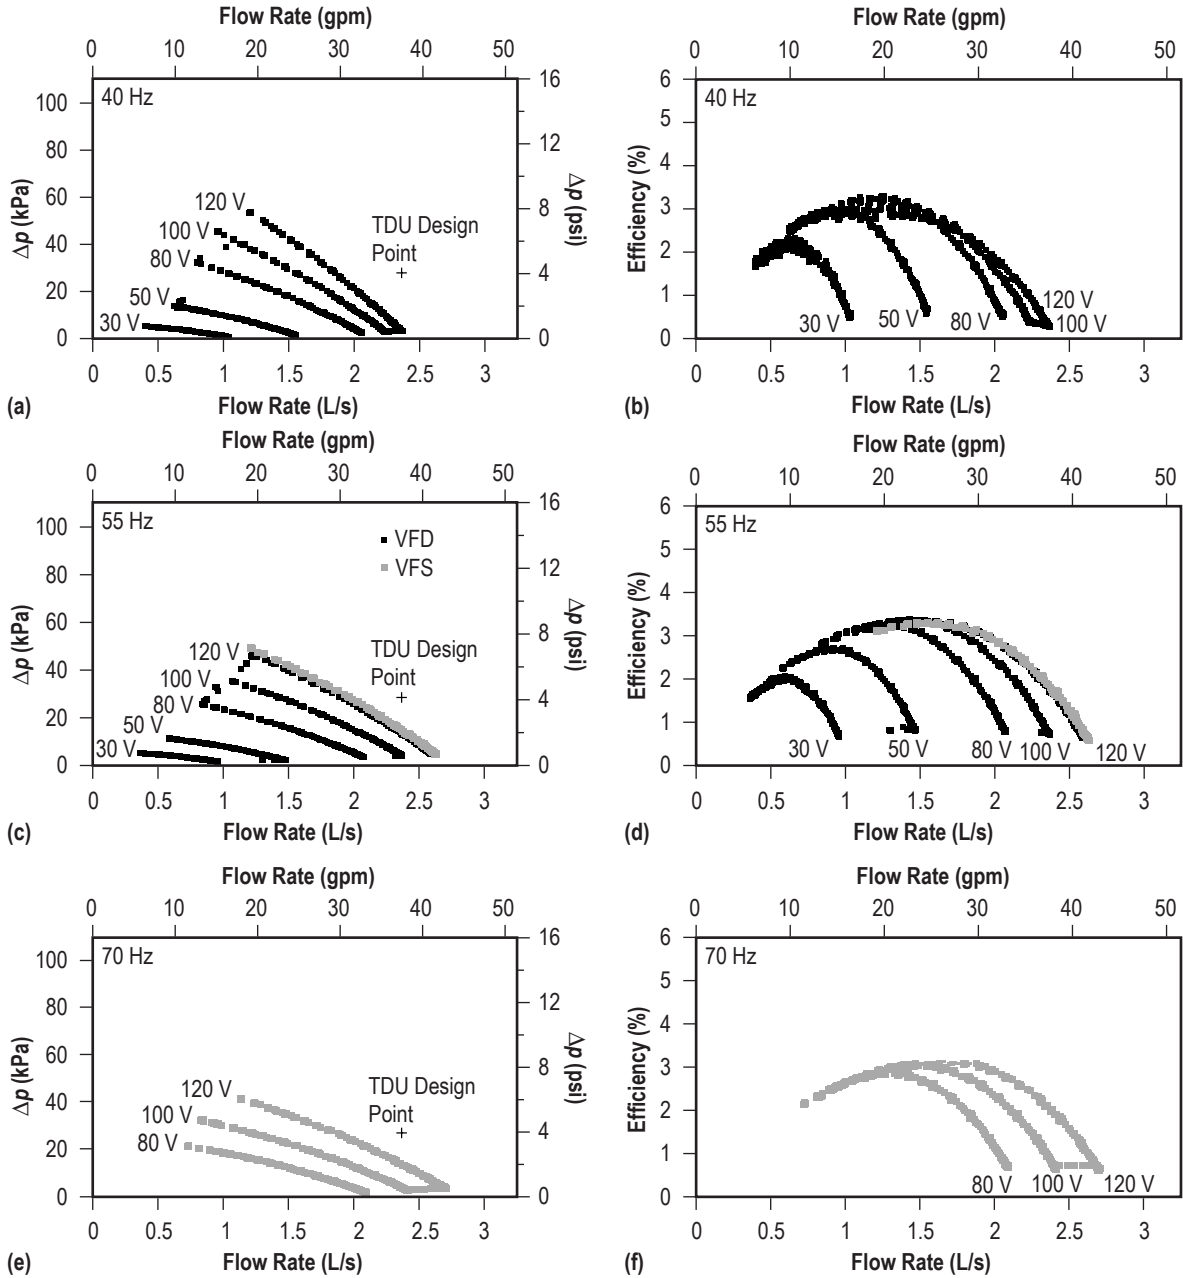 Flow Rate (gpm)
0 10 20 30 40 50
40 Hz
Δp (kPa)
100
80
60
40
20
0
16
12
8
4
0
Δp (psi)
120 V
100 V
80 V
50 V
30 V
TDU Design
Point
0 0.5 1 1.5 2 2.5 3
(a)
Flow Rate (L/s)
Flow Rate (gpm)
0 10 20 30 40 50
40 Hz
Efficiency (%)
6
5
4
3
2
1
0
30 V
50 V
80 V
120 V
100 V
0 0.5 1 1.5 2 2.5 3
(b)
Flow Rate (L/s)
Flow Rate (gpm)
0 10 20 30 40 50
55 Hz
VFD
VFS
Δp (kPa)
100
80
60
40
20
0
16
12
8
4
0
Δp (psi)
120 V
100 V
80 V
50 V
30 V
TDU Design
Point
0 0.5 1 1.5 2 2.5 3
(c)
Flow Rate (L/s)
Flow Rate (gpm)
0 10 20 30 40 50
55 Hz
Efficiency (%)
6
5
4
3
2
1
0
30 V
50 V
80 V
100 V
120 V
0 0.5 1 1.5 2 2.5 3
(d)
Flow Rate (L/s)
Flow Rate (gpm)
0 10 20 30 40 50
70 Hz
Δp (kPa)
100
80
60
40
20
0
16
12
8
4
0
Δp (psi)
120 V
100 V
80 V
TDU Design
Point
0 0.5 1 1.5 2 2.5 3
(e)
Flow Rate (L/s)
Flow Rate (gpm)
0 10 20 30 40 50
70 Hz
Efficiency (%)
6
5
4
3
2
1
0
80 V
100 V
120 V
0 0.5 1 1.5 2 2.5 3
(f)
Flow Rate (L/s)